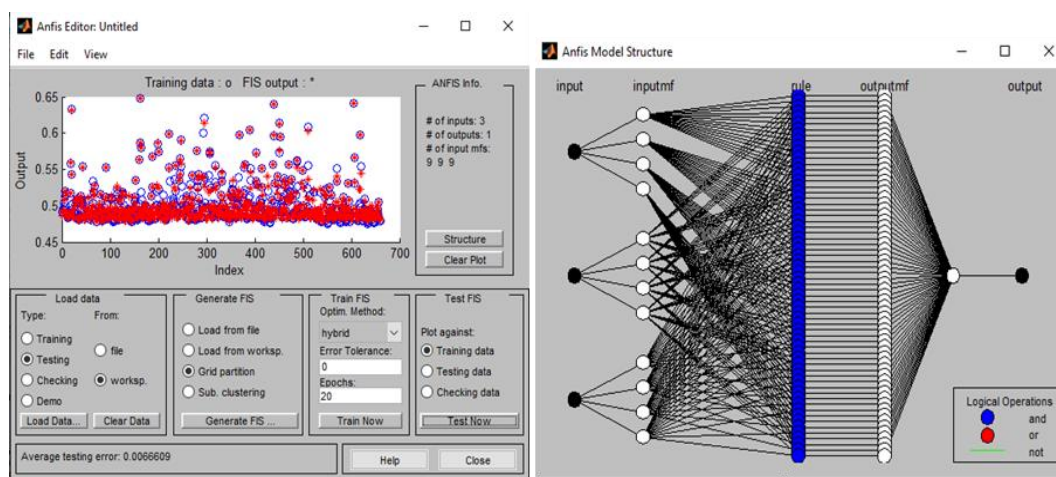 Anfis Editor: Untitled
File Edit View
Training data : o FIS output : *
0.65
0.6
0.55
0.5
0.45
Output
0 100 200 300 400 500 600 700
Index
ANFIS Info.
# of inputs: 3
# of outputs: 1
# of input mfs:
9 9 9
Structure
Clear Plot
Load data
Type: From:
Training
Testing
Checking
Demo
file
worksp.
Load Data... Clear Data
Generate FIS
Load from file
Load from worksp.
Grid partition
Sub. clustering
Generate FIS ...
Train FIS
Optim. Method:
hybrid
Error Tolerance:
0
Epochs:
20
Train Now
Test FIS
Plot against:
Training data
Testing data
Checking data
Test Now
Average testing error: 0.0066609
Help Close
Anfis Model Structure
input inputmf rule outputmf output
Logical Operations
and
or
not